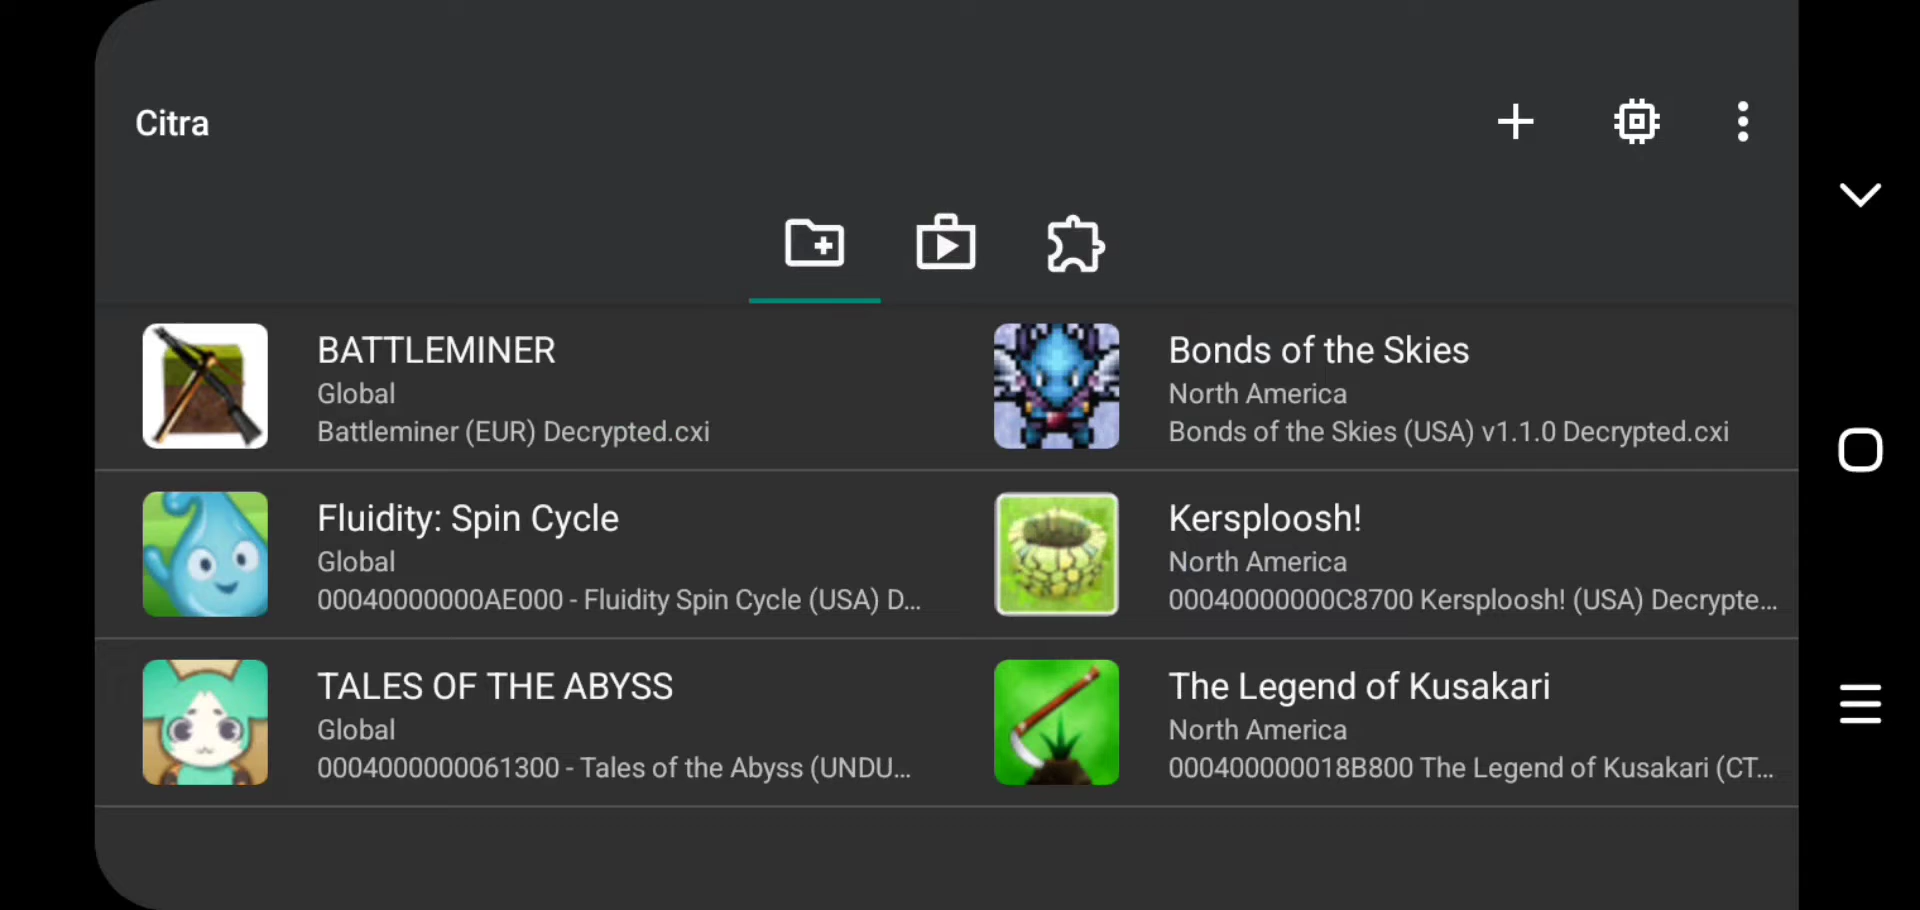 Citra
BATTLEMINER
Global
Battleminer (EUR) Decrypted.cxi
Bonds of the Skies
North America
Bonds of the Skies (USA) v1.1.0 Decrypted.cxi
Fluidity: Spin Cycle
Global
00040000000AE000 - Fluidity Spin Cycle (USA) D...
Kersploosh!
North America
00040000000C8700 Kersploosh! (USA) Decrypte...
TALES OF THE ABYSS
Global
0004000000061300 - Tales of the Abyss (UNDU...
The Legend of Kusakari
North America
000400000018B800 The Legend of Kusakari (CT...